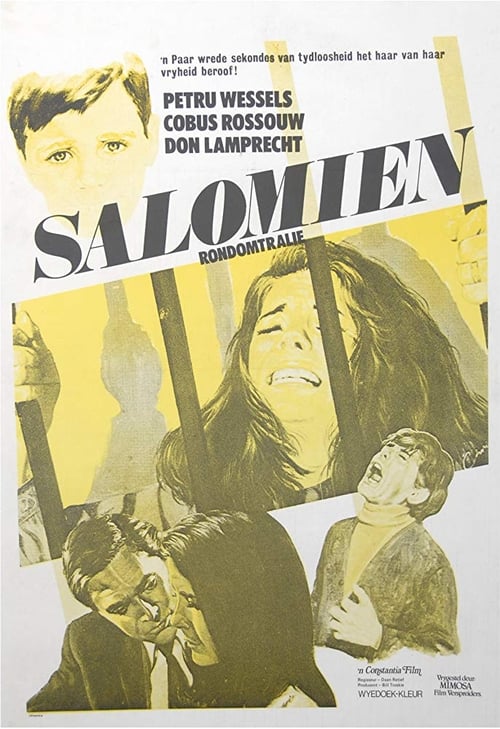 'n Paar wrede sekondes van tydloosheid het haar van haar
vryheid beroof!
PETRU WESSELS
COBUS ROSSOUW
DON LAMPRECHT
SALOMIEN
RONDOMTRALIE
'n Constantia Film
Regisseur - Daan Retief
Produsent - Bill Tookie
WYEDOEK-KLEUR
Vrygestel deur
MIMOSA
Film Verspreiders.